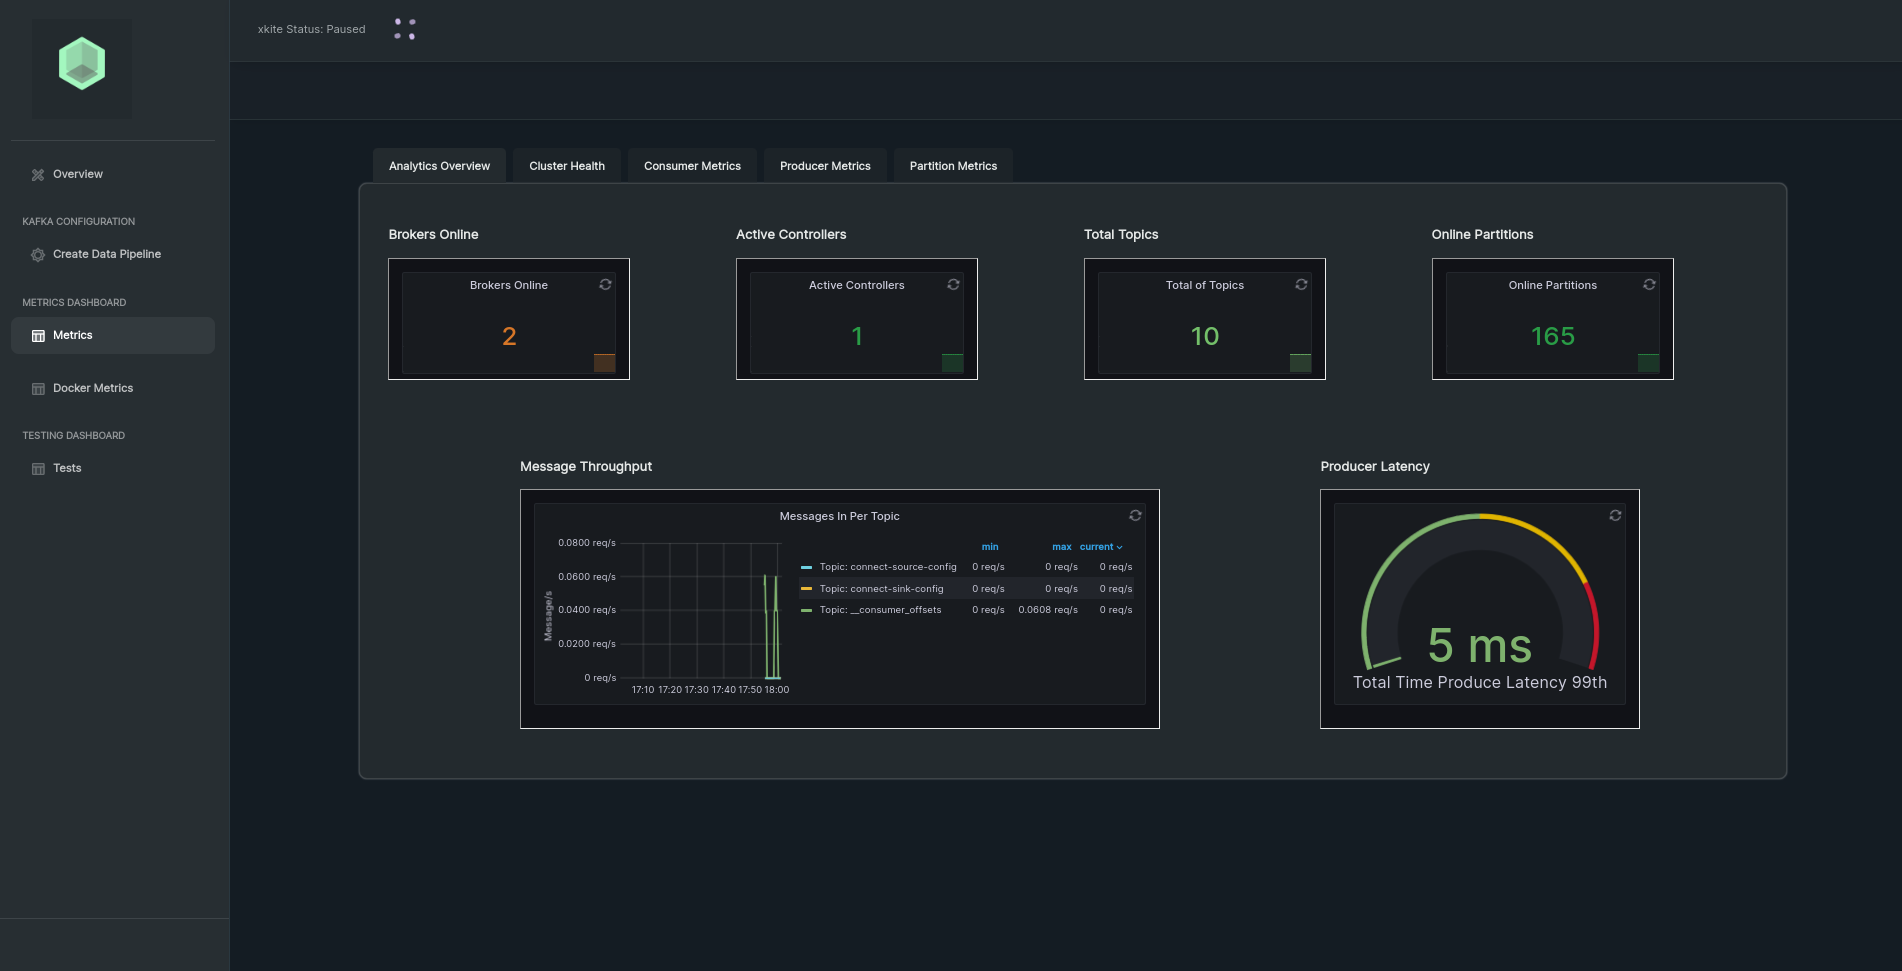 xkite Status: Paused
Overview
KAFKA CONFIGURATION
Create Data Pipeline
METRICS DASHBOARD
Metrics
Docker Metrics
TESTING DASHBOARD
Tests
Analytics Overview Cluster Health Consumer Metrics Producer Metrics Partition Metrics
Brokers Online Active Controllers Total Topics Online Partitions
Brokers Online Active Controllers Total of Topics Online Partitions
2 1 10 165
Message Throughput
Messages In Per Topic
Message/s
0.0800 req/s
0.0600 req/s
0.0400 req/s
0.0200 req/s
0 req/s
17:10 17:20 17:30 17:40 17:50 18:00
min max current
Topic: connect-source-config 0 req/s 0 req/s 0 req/s
Topic: connect-sink-config 0 req/s 0 req/s 0 req/s
Topic: __consumer_offsets 0 req/s 0.0608 req/s 0 req/s
Producer Latency
5 ms
Total Time Produce Latency 99th